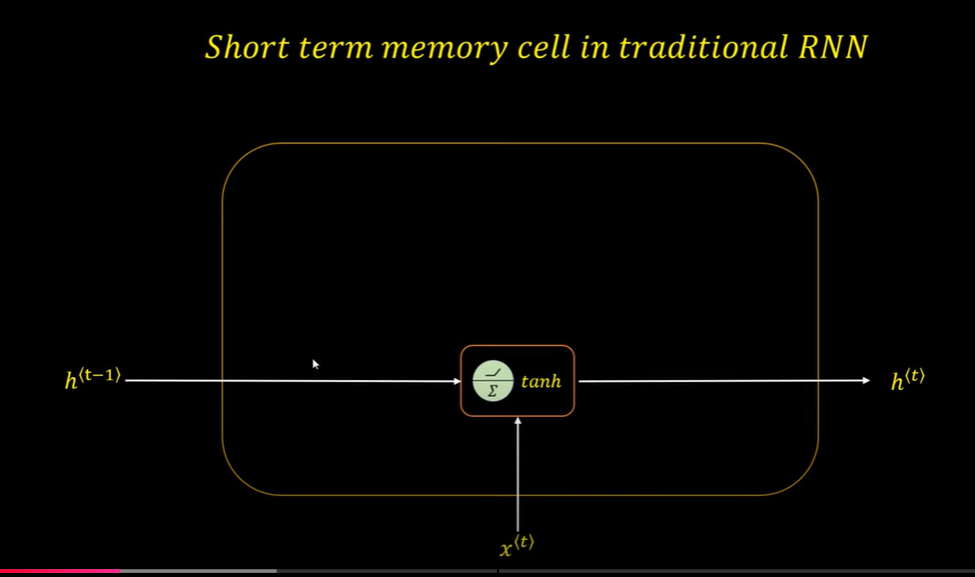 Short term memory cell in traditional RNN
h⟨t−1⟩
Σ tanh
h⟨t⟩
x⟨t⟩